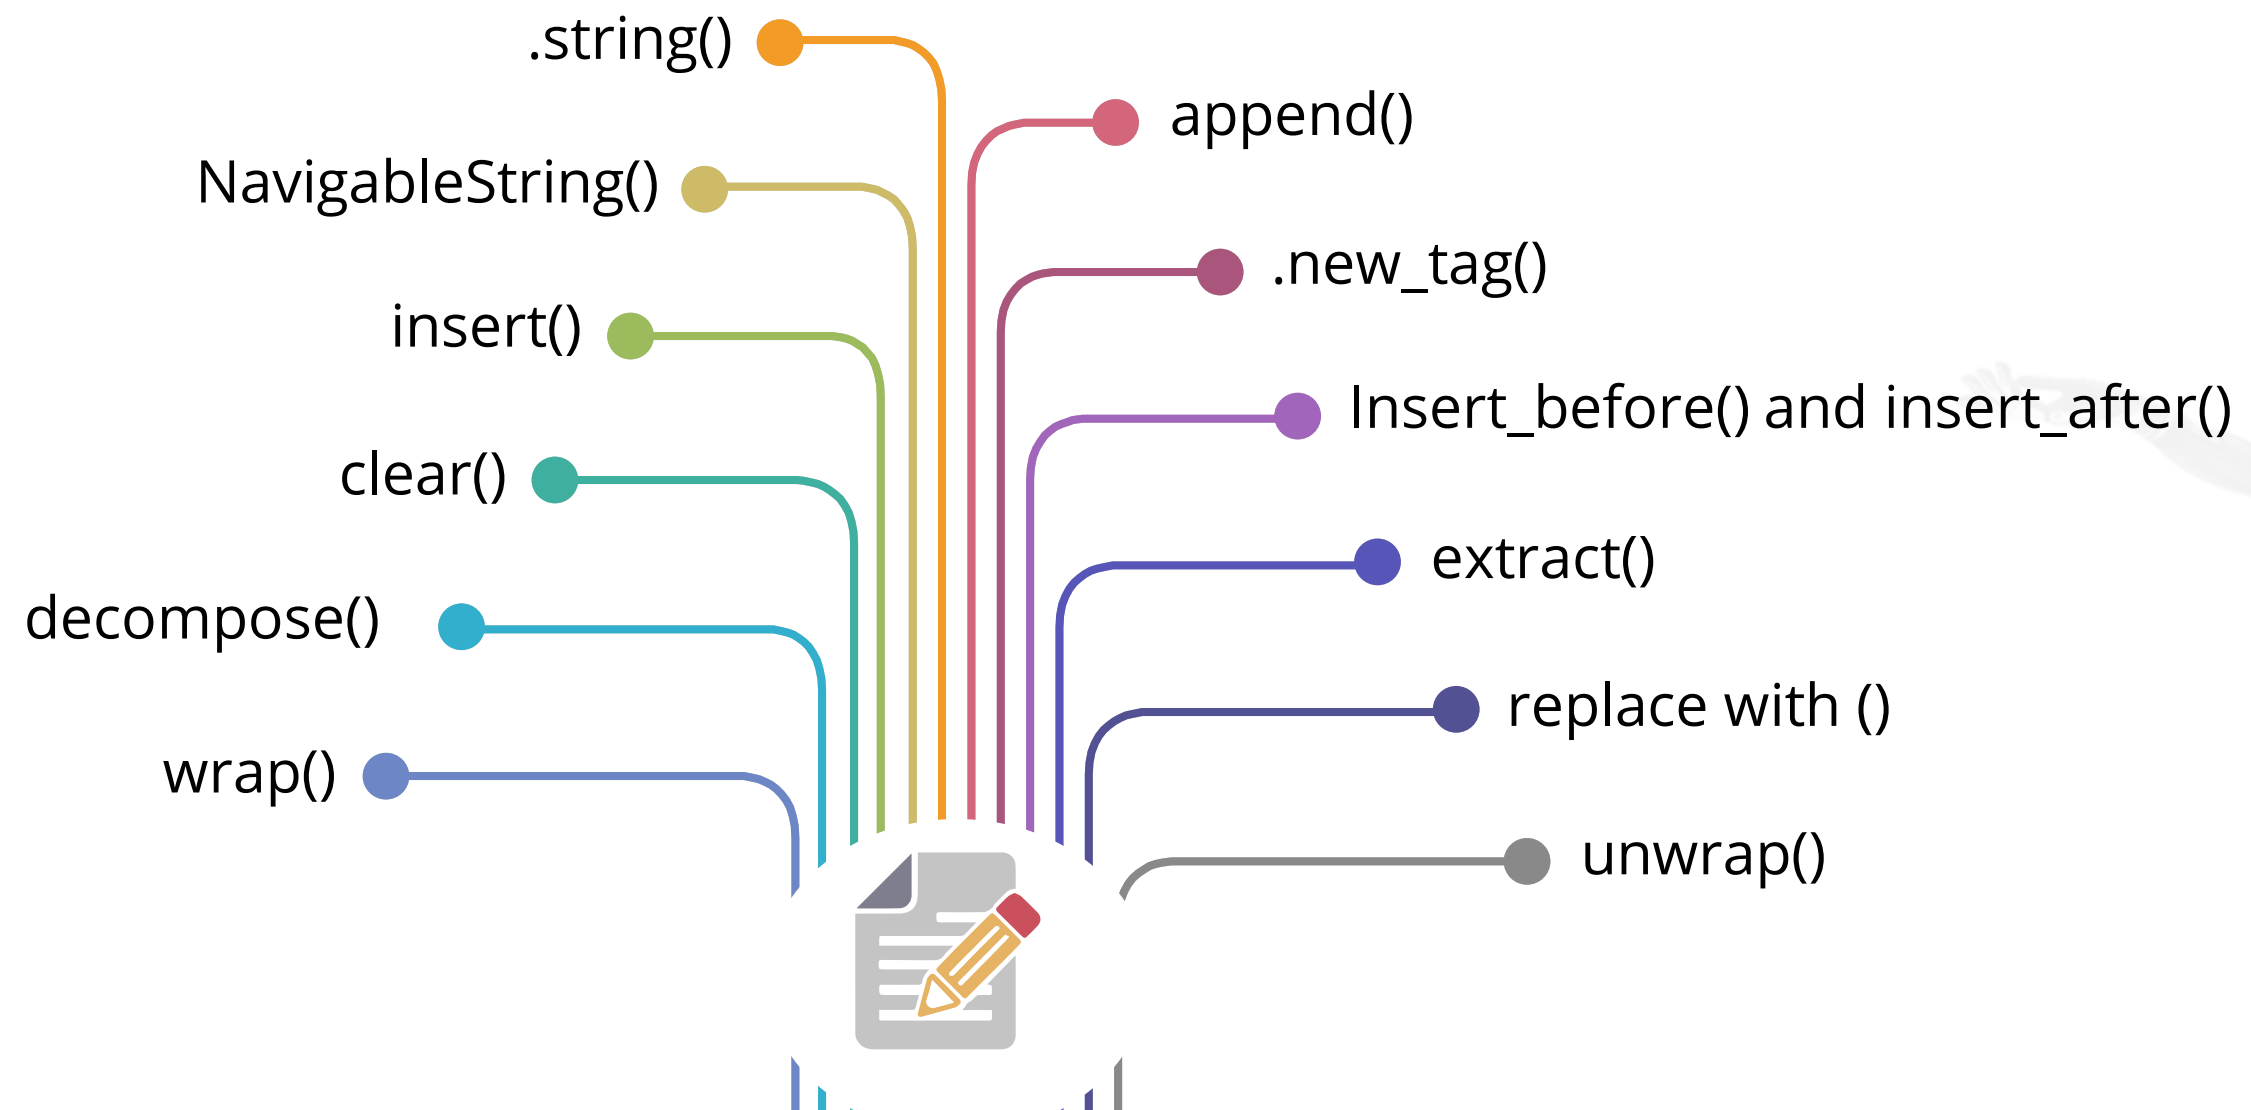 .string()
append()
NavigableString()
.new_tag()
insert()
Insert_before() and insert_after()
clear()
extract()
decompose()
replace with ()
wrap()
unwrap()